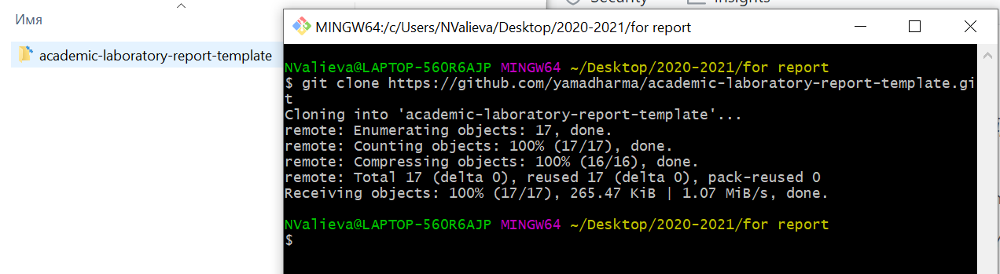 Имя
academic-laboratory-report-template
Security
Insights
MINGW64:/c/Users/NValieva/Desktop/2020-2021/for report
NValieva@LAPTOP-560R6AJP MINGW64 ~/Desktop/2020-2021/for report
$ git clone https://github.com/yamadharma/academic-laboratory-report-template.gi
t
Cloning into 'academic-laboratory-report-template'...
remote: Enumerating objects: 17, done.
remote: Counting objects: 100% (17/17), done.
remote: Compressing objects: 100% (16/16), done.
remote: Total 17 (delta 0), reused 17 (delta 0), pack-reused 0
Receiving objects: 100% (17/17), 265.47 KiB | 1.07 MiB/s, done.
NValieva@LAPTOP-560R6AJP MINGW64 ~/Desktop/2020-2021/for report
$